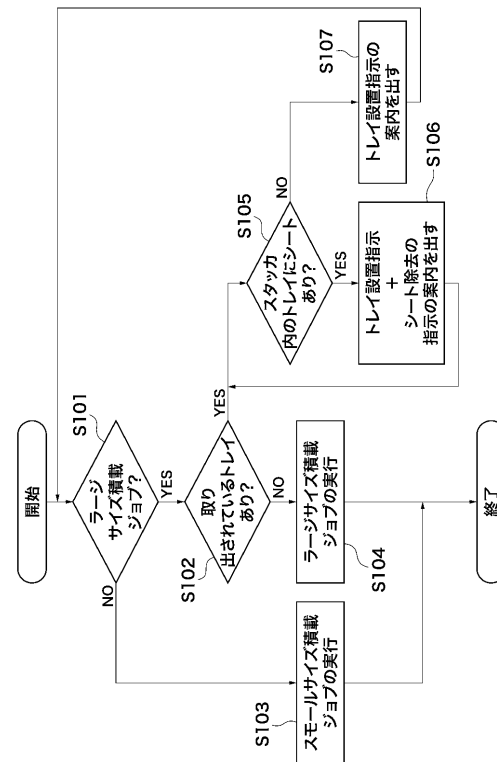 開始
S101
ラージ
サイズ積載
ジョブ？
NO
YES
S102
取り
出されているトレイ
あり？
YES
NO
S105
スタッカ
内のトレイにシート
あり？
NO
YES
S107
トレイ設置指示の
案内を出す
S106
トレイ設置指示
+
シート除去の
指示の案内を出す
S103
スモールサイズ積載
ジョブの実行
S104
ラージサイズ積載
ジョブの実行
終了